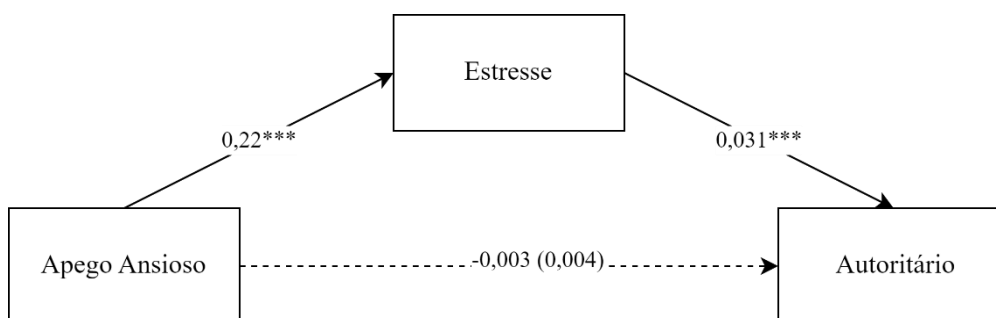 Estresse
0,22***
0,031***
Apego Ansioso
-0,003 (0,004)
Autoritário